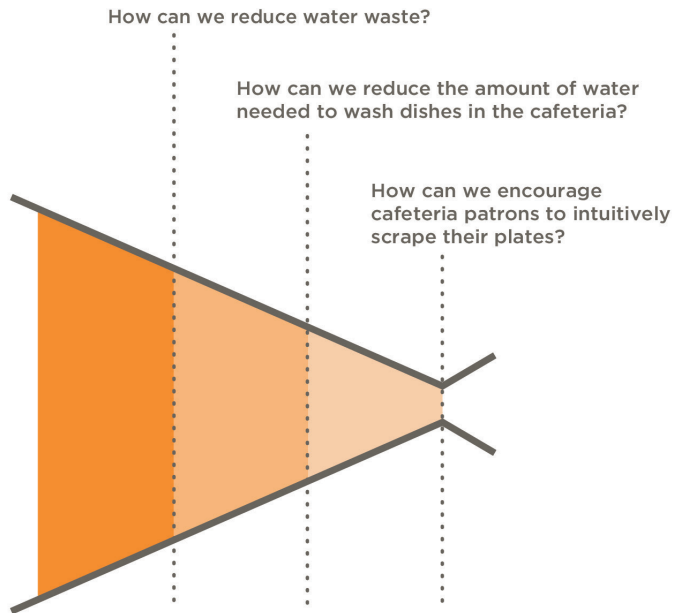 How can we reduce water waste?
How can we reduce the amount of water
needed to wash dishes in the cafeteria?
How can we encourage
cafeteria patrons to intuitively
scrape their plates?